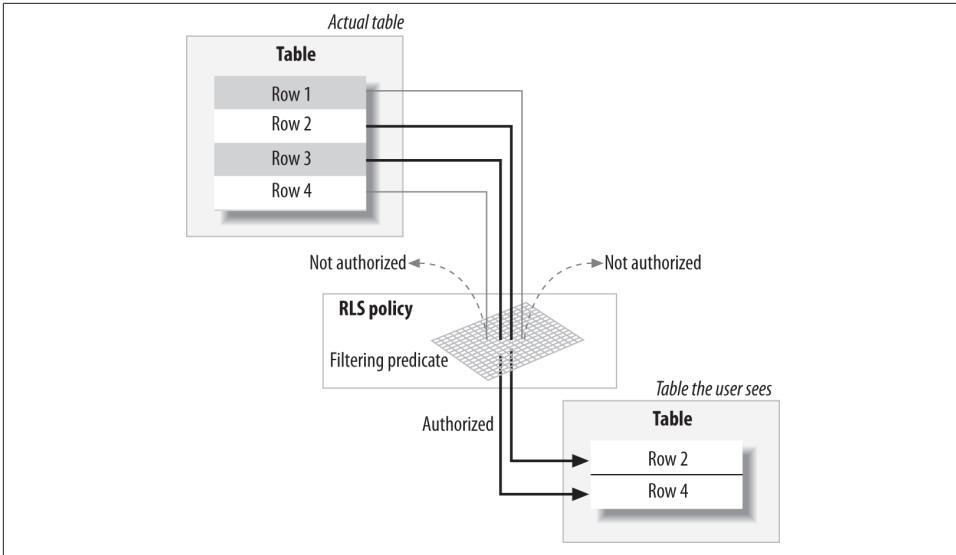 Actual table
Table
Row 1
Row 2
Row 3
Row 4
Not authorized
Not authorized
RLS policy
Filtering predicate
Authorized
Table the user sees
Table
Row 2
Row 4